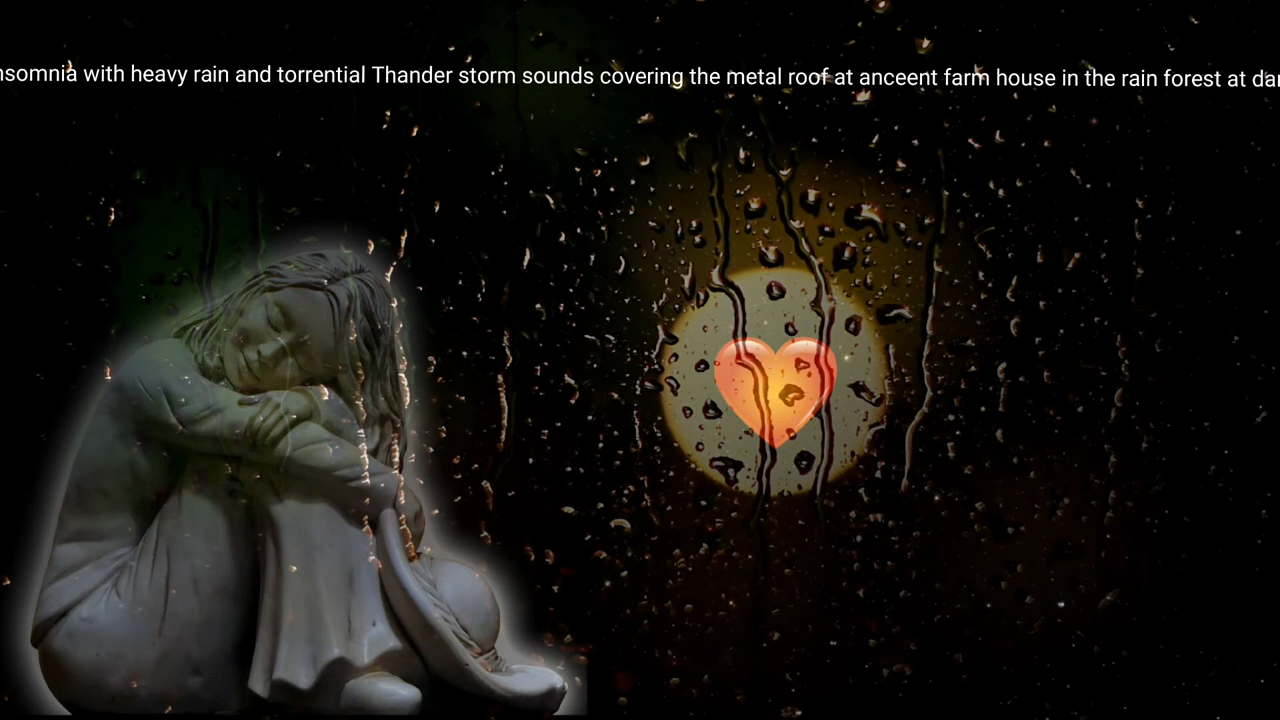 nsomnia with heavy rain and torrential Thander storm sounds covering the metal roof at anceent farm house in the rain forest at dar